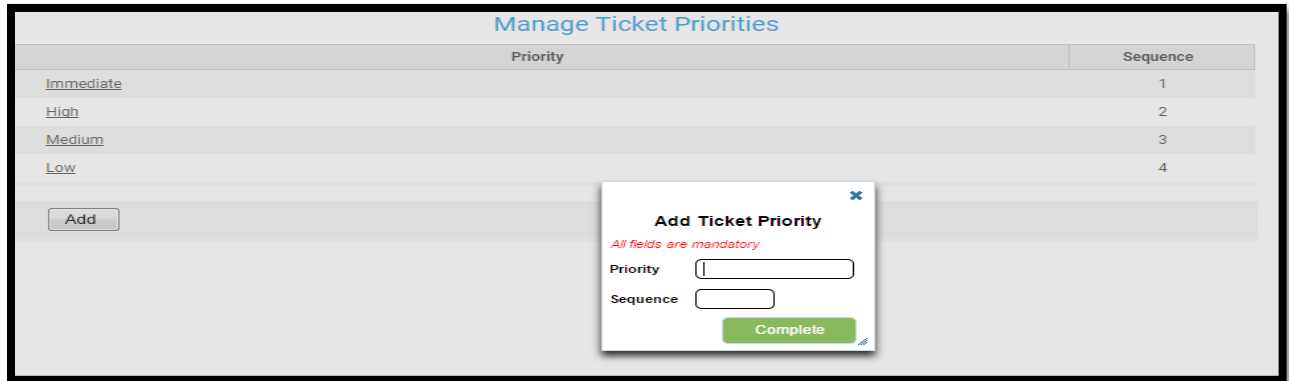 Manage Ticket Priorities
Priority Sequence
Immediate 1
High 2
Medium 3
Low 4
Add
Add Ticket Priority
All fields are mandatory
Priority
Sequence
Complete